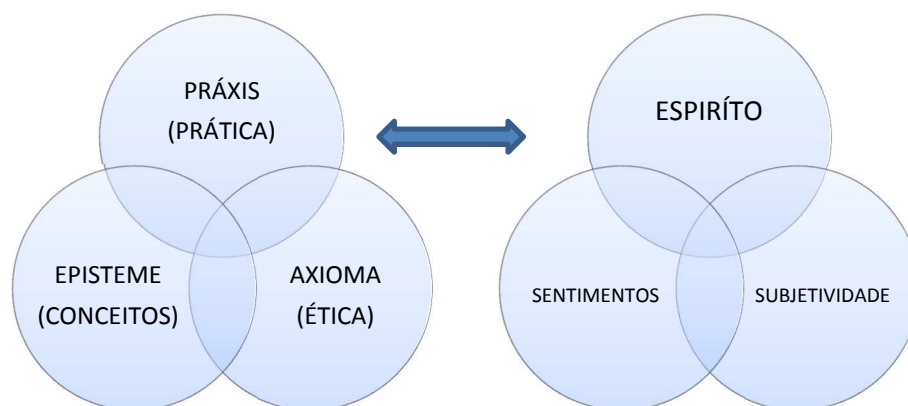 PRÁXIS
(PRÁTICA)
EPISTEME
(CONCEITOS)
AXIOMA
(ÉTICA)
ESPIRÍTO
SENTIMENTOS
SUBJETIVIDADE